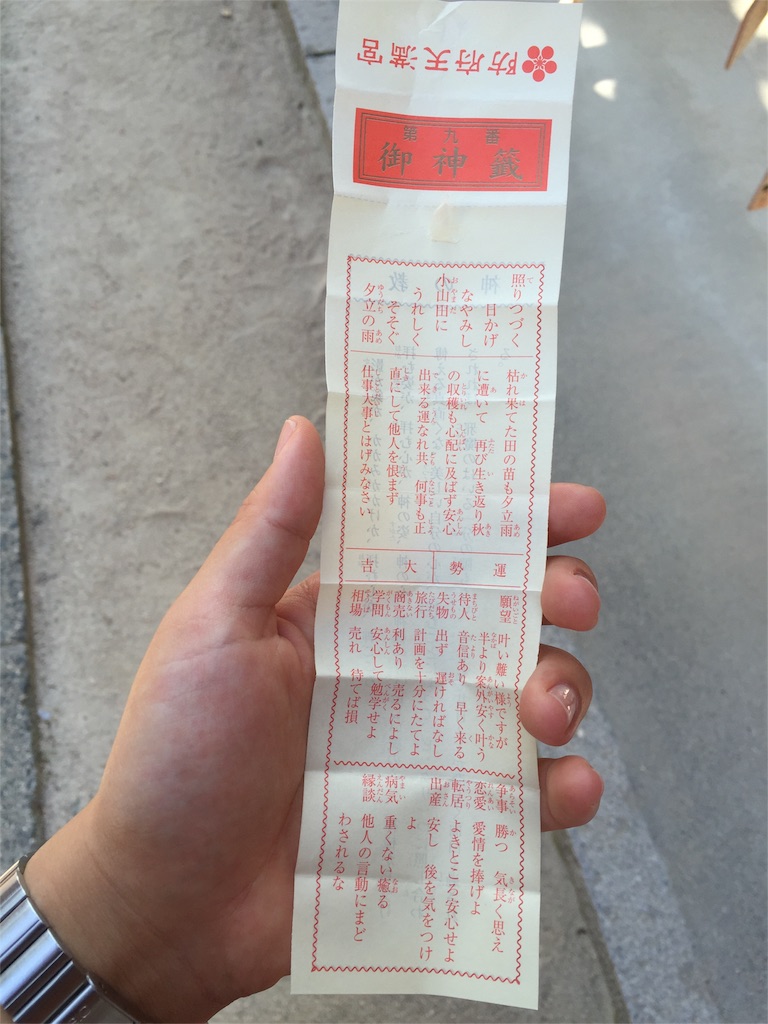 防府天満宮
第九番
御神籤
照りつづく
日かげ
なやみし
小山田に
うれしく
そそぐ
夕立の雨
枯れ果てた田の苗も夕立雨
に遭いて 再び生き返り秋
の収穫も心配に及ばず安心
出来る運なれ共、何事も正
直にして他人を恨まず
仕事大事とはげみなさい
運勢 大吉
願望 叶い難い様ですが
半より案外安く叶う
待人 音信あり 早く来る
失物 出ず 遅ければなし
旅行 計画を十分にたてよ
商売 利あり 売るによし
学問 安心して勉学せよ
相場 売れ 待てば損
争事 勝つ 気長く思え
恋愛 愛情を捧げよ
転居 よきところ安心せよ
出産 安し 後を気をつけ
よ
病気 重くない癒る
縁談 他人の言動にまど
わされるな